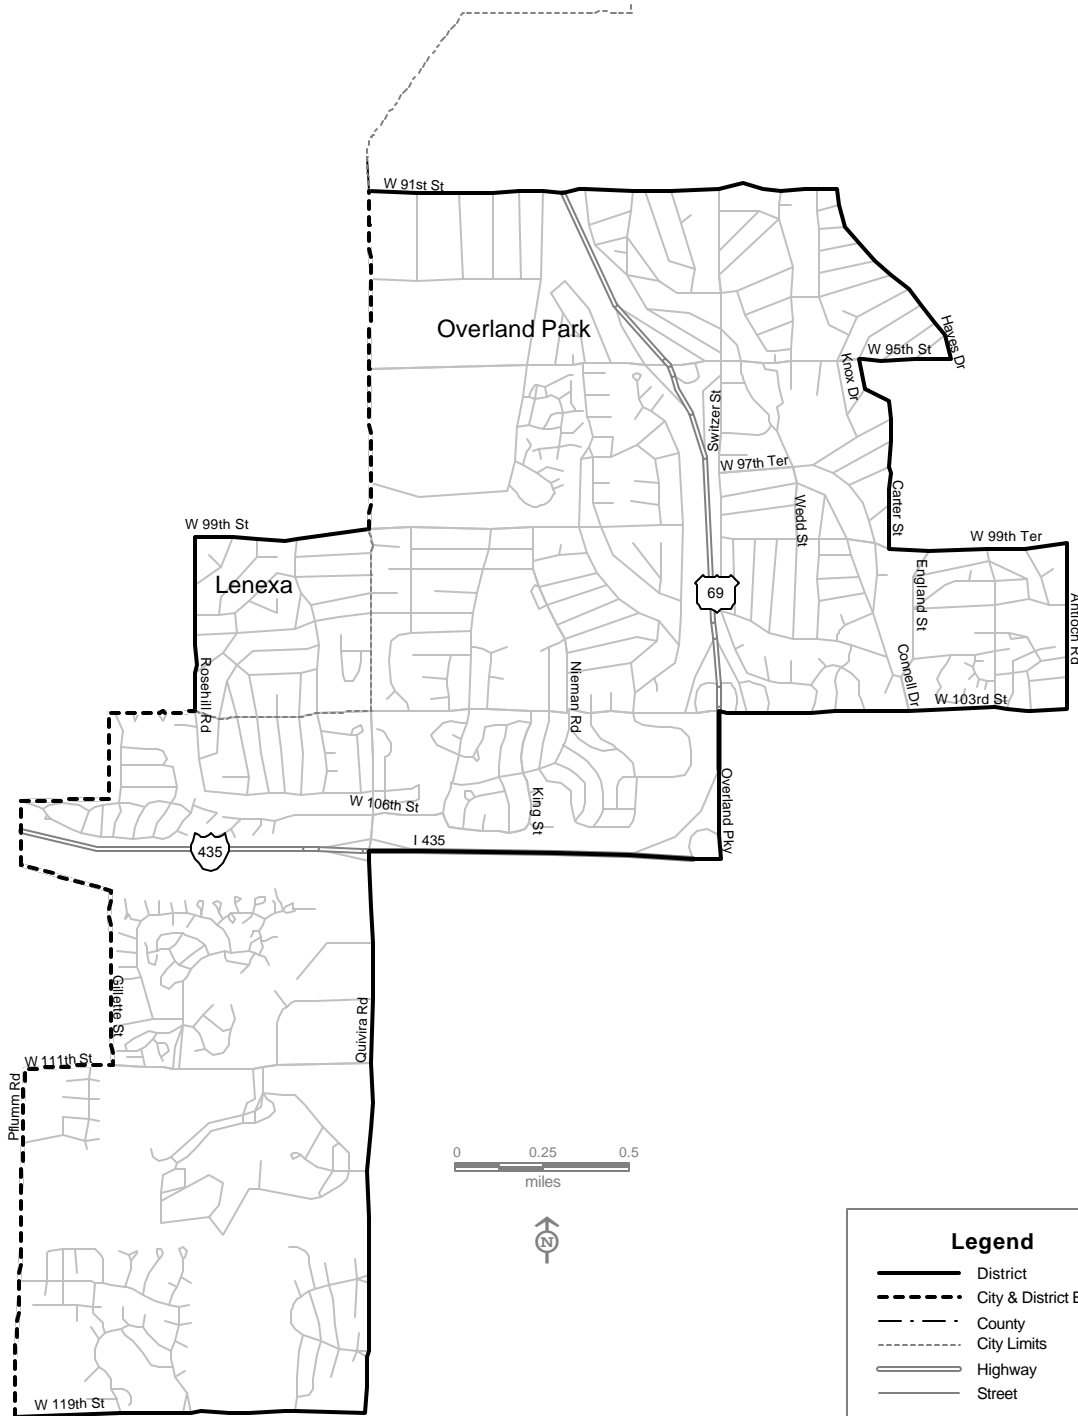 W 91st St
Overland Park
Hayes Dr
W 95th St
Knox Dr
Switzer St
W 97th Ter
Wedd St
Carter St
W 99th St
W 99th Ter
Lenexa
69
England St
Antioch Rd
Rosehill Rd
Nieman Rd
Connell Dr
W 103rd St
W 106th St
King St
Overland Pky
I 435
435
Gillette St
Quivira Rd
W 111th St
Pflumm Rd
0 0.25 0.5
miles
N
Legend
District
City & District B
County
City Limits
Highway
Street
W 119th St